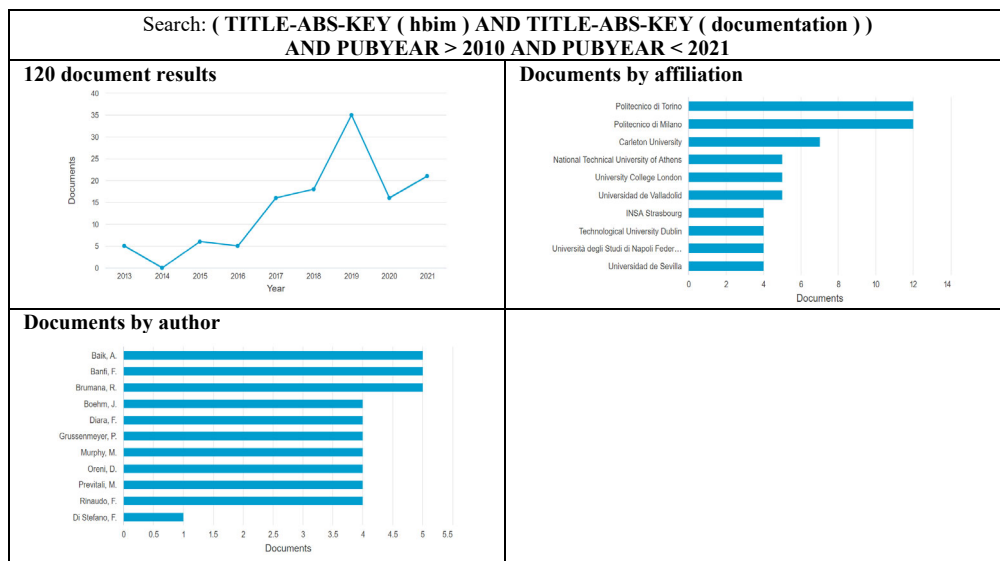 Search: ( TITLE-ABS-KEY ( hbim ) AND TITLE-ABS-KEY ( documentation ) )
AND PUBYEAR > 2010 AND PUBYEAR < 2021
120 document results
40
35
30
25
20
15
10
5
0
Documents
2013 2014 2015 2016 2017 2018 2019 2020 2021
Year
Documents by affiliation
Politecnico di Torino
Politecnico di Milano
Carleton University
National Technical University of Athens
University College London
Universidad de Valladolid
INSA Strasbourg
Technological University Dublin
Università degli Studi di Napoli Feder...
Universidad de Sevilla
0 2 4 6 8 10 12 14
Documents
Documents by author
Baik, A.
Banfi, F.
Brumana, R.
Boehm, J.
Diara, F.
Grussenmeyer, P.
Murphy, M.
Oreni, D.
Previtali, M.
Rinaudo, F.
Di Stefano, F.
0 0.5 1 1.5 2 2.5 3 3.5 4 4.5 5 5.5
Documents